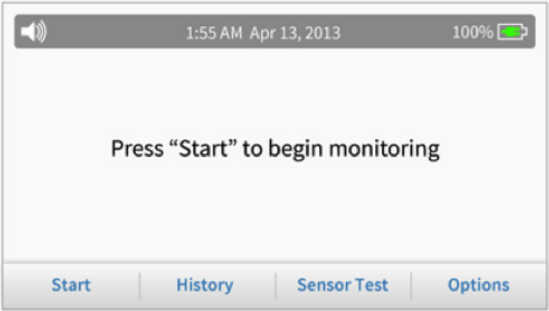 1:55 AM Apr 13, 2013 100%
Press “Start” to begin monitoring
Start History Sensor Test Options